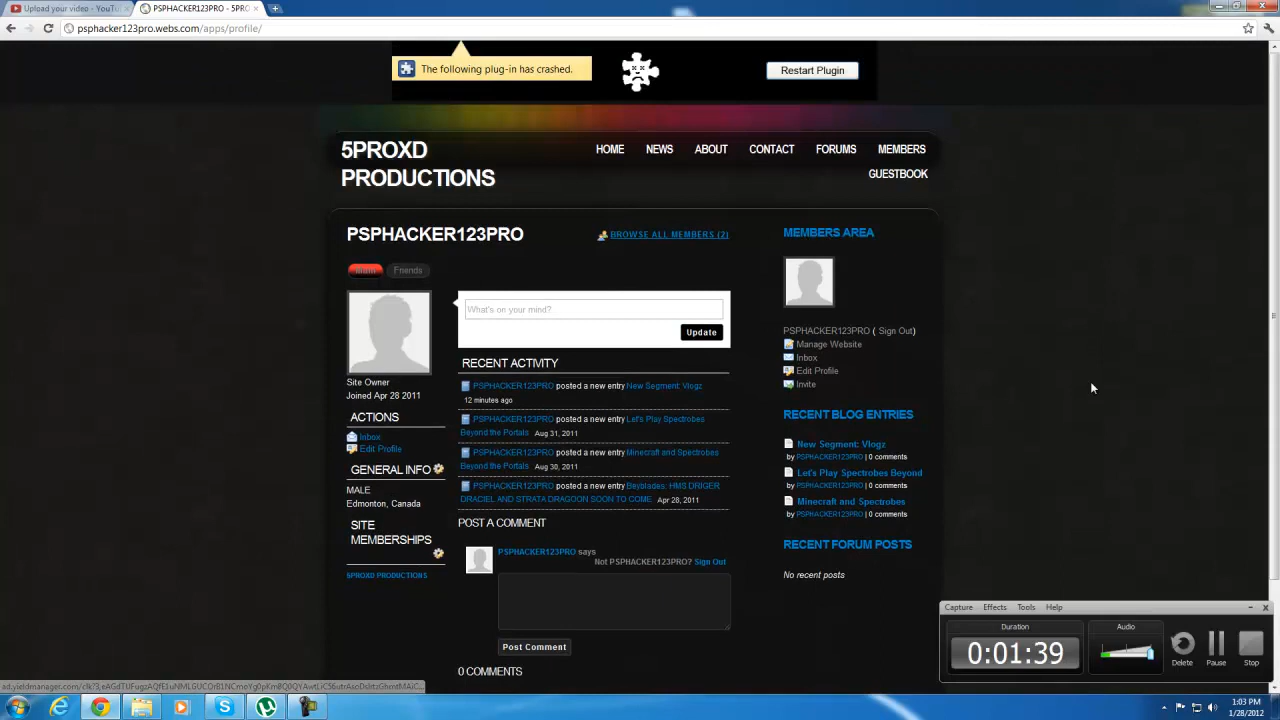 Upload your video - YouTube
PSPHACKER123PRO - 5PRO
psphacker123pro.webs.com/apps/profile/
The following plug-in has crashed.
Restart Plugin
5PROXD
PRODUCTIONS
HOME NEWS ABOUT CONTACT FORUMS MEMBERS
GUESTBOOK
PSPHACKER123PRO
BROWSE ALL MEMBERS (2)
Main Friends
Site Owner
Joined Apr 28 2011
ACTIONS
Inbox
Edit Profile
GENERAL INFO
MALE
Edmonton, Canada
SITE
MEMBERSHIPS
5PROXD PRODUCTIONS
What's on your mind?
Update
RECENT ACTIVITY
PSPHACKER123PRO posted a new entry New Segment: Vlogz
12 minutes ago
PSPHACKER123PRO posted a new entry Let's Play Spectrobes
Beyond the Portals Aug 31, 2011
PSPHACKER123PRO posted a new entry Minecraft and Spectrobes
Beyond the Portals Aug 30, 2011
PSPHACKER123PRO posted a new entry Beyblades: HMS DRIGER
DRACIEL AND STRATA DRAGOON SOON TO COME Apr 28, 2011
POST A COMMENT
PSPHACKER123PRO says
Not PSPHACKER123PRO? Sign Out
Post Comment
0 COMMENTS
MEMBERS AREA
PSPHACKER123PRO ( Sign Out)
Manage Website
Inbox
Edit Profile
Invite
RECENT BLOG ENTRIES
New Segment: Vlogz
by PSPHACKER123PRO | 0 comments
Let's Play Spectrobes Beyond
by PSPHACKER123PRO | 0 comments
Minecraft and Spectrobes
by PSPHACKER123PRO | 0 comments
RECENT FORUM POSTS
No recent posts
Capture Effects Tools Help
Duration
0:01:39
Audio
Delete Pause Stop
1:03 PM
1/28/2012